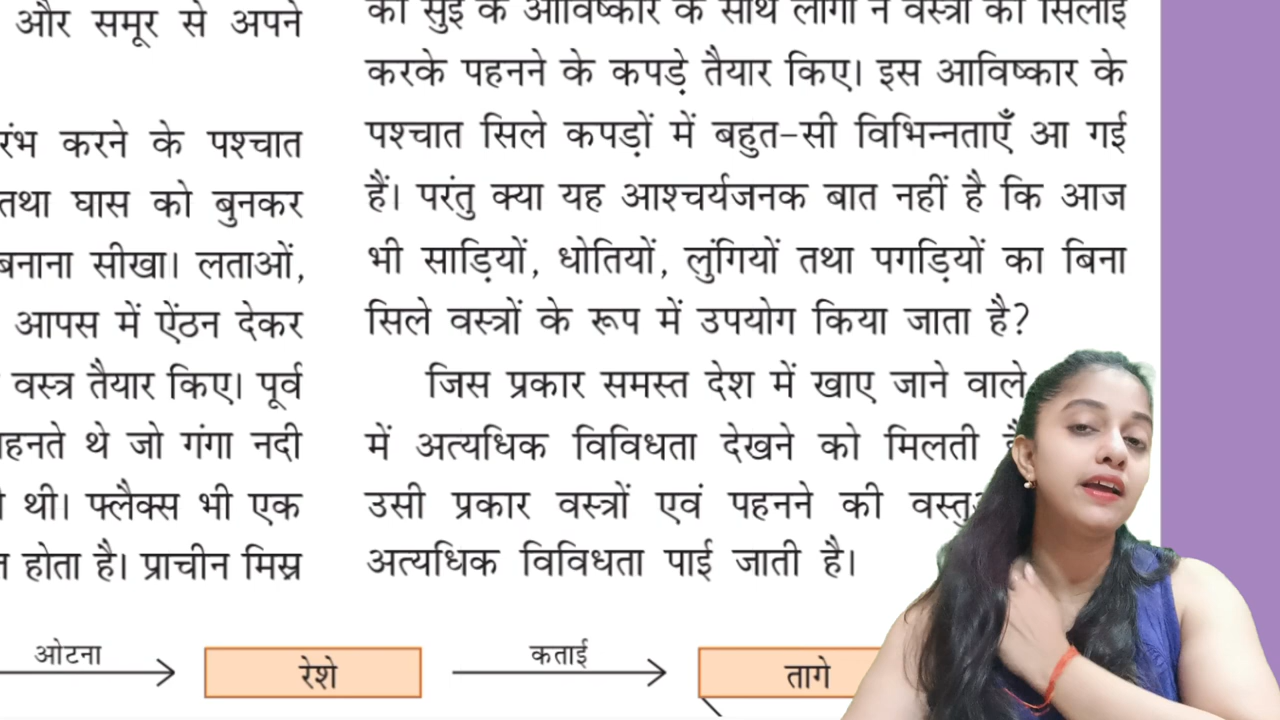 और समूर से अपने
रंभ करने के पश्चात
तथा घास को बुनकर
बनाना सीखा। लताओं,
आपस में ऐंठन देकर
वस्त्र तैयार किए। पूर्व
हनते थे जो गंगा नदी
थी। फ्लैक्स भी एक
होता है। प्राचीन मिस्र
की सुई के आविष्कार के साथ लोगों ने वस्त्रों की सिलाई
करके पहनने के कपड़े तैयार किए। इस आविष्कार के
पश्चात सिले कपड़ों में बहुत-सी विभिन्नताएँ आ गई
हैं। परंतु क्या यह आश्चर्यजनक बात नहीं है कि आज
भी साड़ियों, धोतियों, लुंगियों तथा पगड़ियों का बिना
सिले वस्त्रों के रूप में उपयोग किया जाता है?
जिस प्रकार समस्त देश में खाए जाने वाले
में अत्यधिक विविधता देखने को मिलती
उसी प्रकार वस्त्रों एवं पहनने की
अत्यधिक विविधता पाई जाती है।
ओटना
रेशे
कताई
तागे